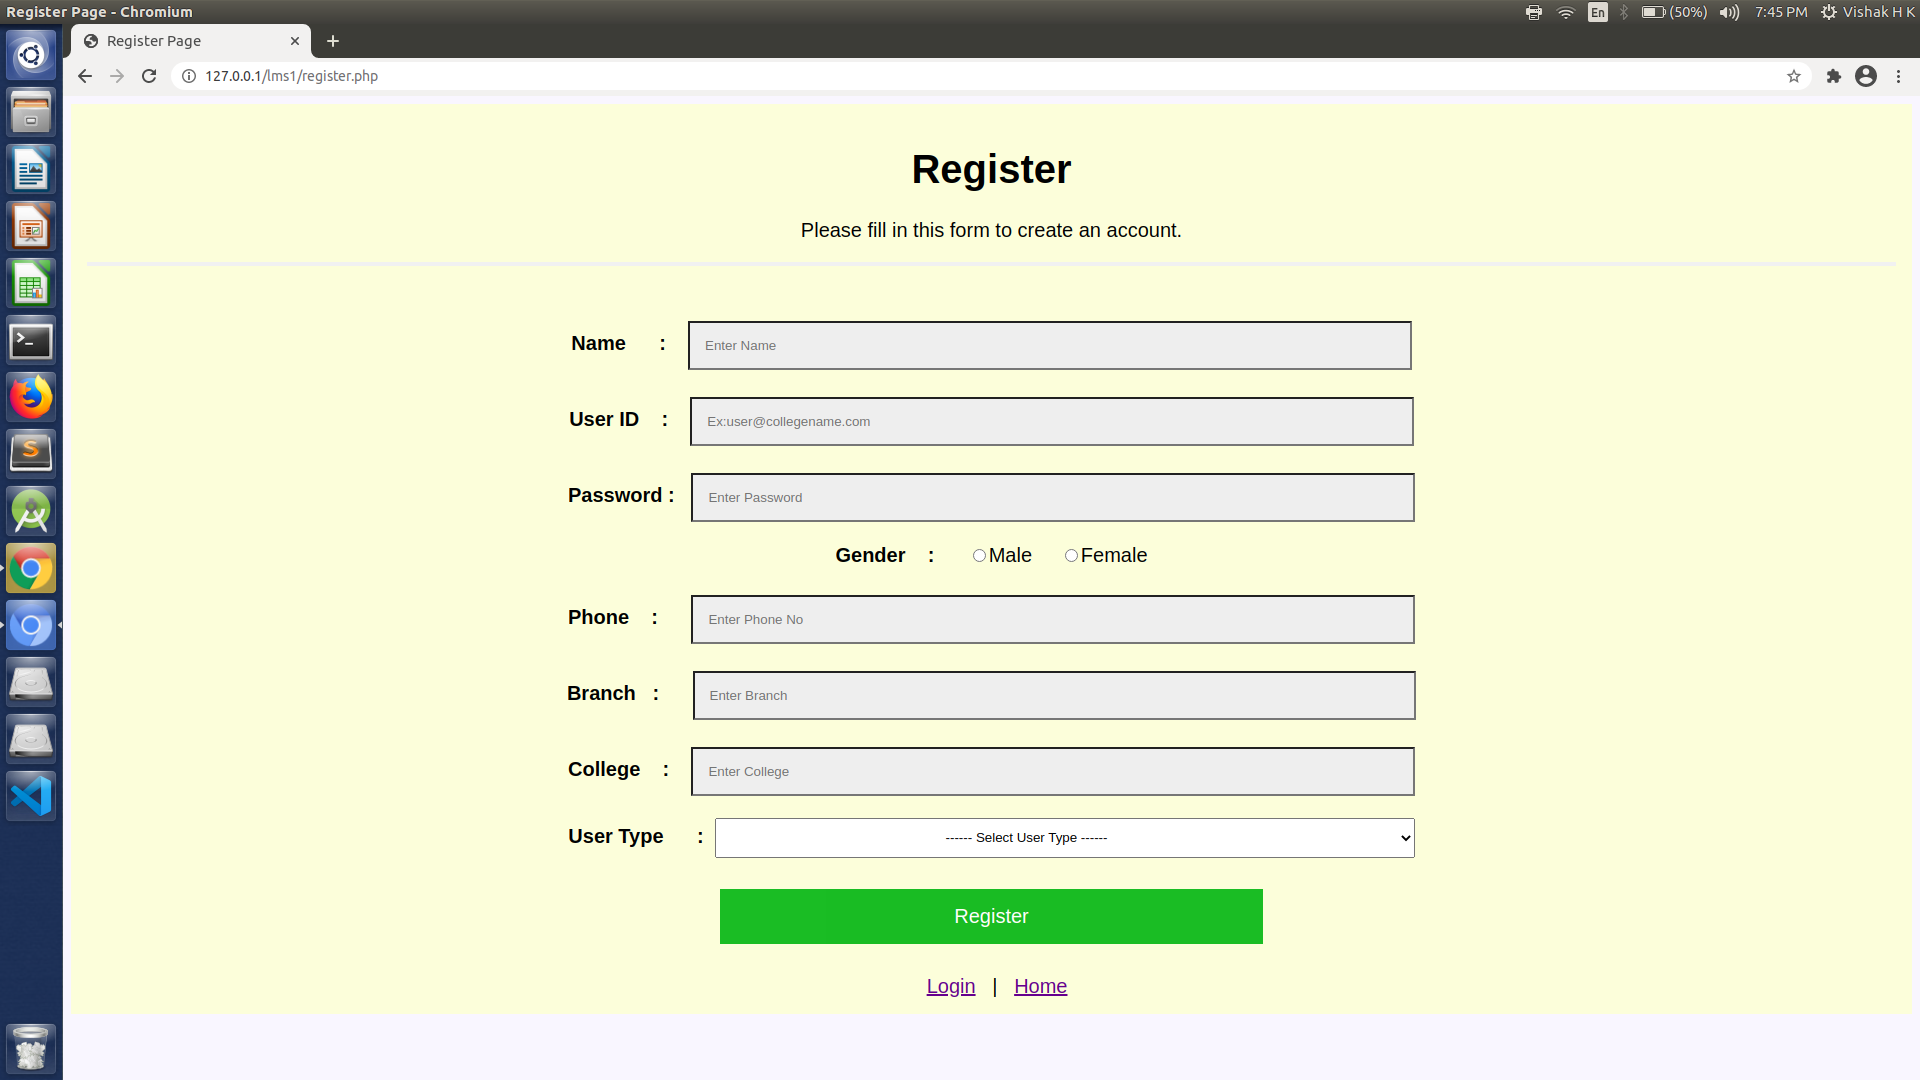 Register Page - Chromium
En (50%) 7:45 PM Vishak H K
Register Page
127.0.0.1/lms1/register.php
Register
Please fill in this form to create an account.
Name : Enter Name
User ID : Ex:user@collegename.com
Password : Enter Password
Gender : Male Female
Phone : Enter Phone No
Branch : Enter Branch
College : Enter College
User Type : ------ Select User Type ------
Register
Login | Home